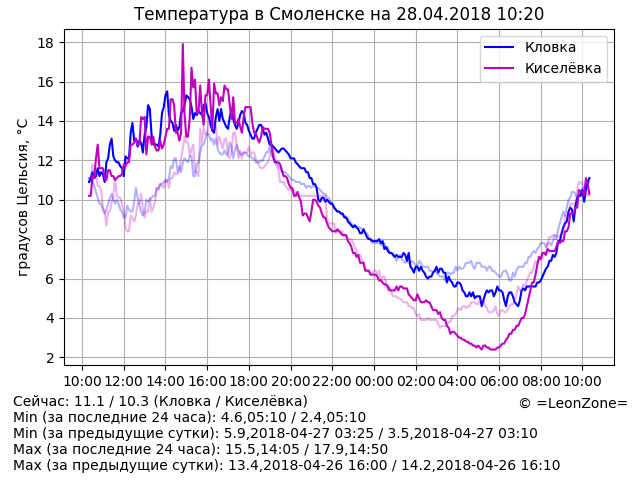 Температура в Смоленске на 28.04.2018 10:20
Кловка
Киселёвка
градусов Цельсия, °C
18
16
14
12
10
8
6
4
2
10:00 12:00 14:00 16:00 18:00 20:00 22:00 00:00 02:00 04:00 06:00 08:00 10:00
Сейчас: 11.1 / 10.3 (Кловка / Киселёвка)
© =LeonZone=
Min (за последние 24 часа): 4.6,05:10 / 2.4,05:10
Min (за предыдущие сутки): 5.9,2018-04-27 03:25 / 3.5,2018-04-27 03:10
Max (за последние 24 часа): 15.5,14:05 / 17.9,14:50
Max (за предыдущие сутки): 13.4,2018-04-26 16:00 / 14.2,2018-04-26 16:10